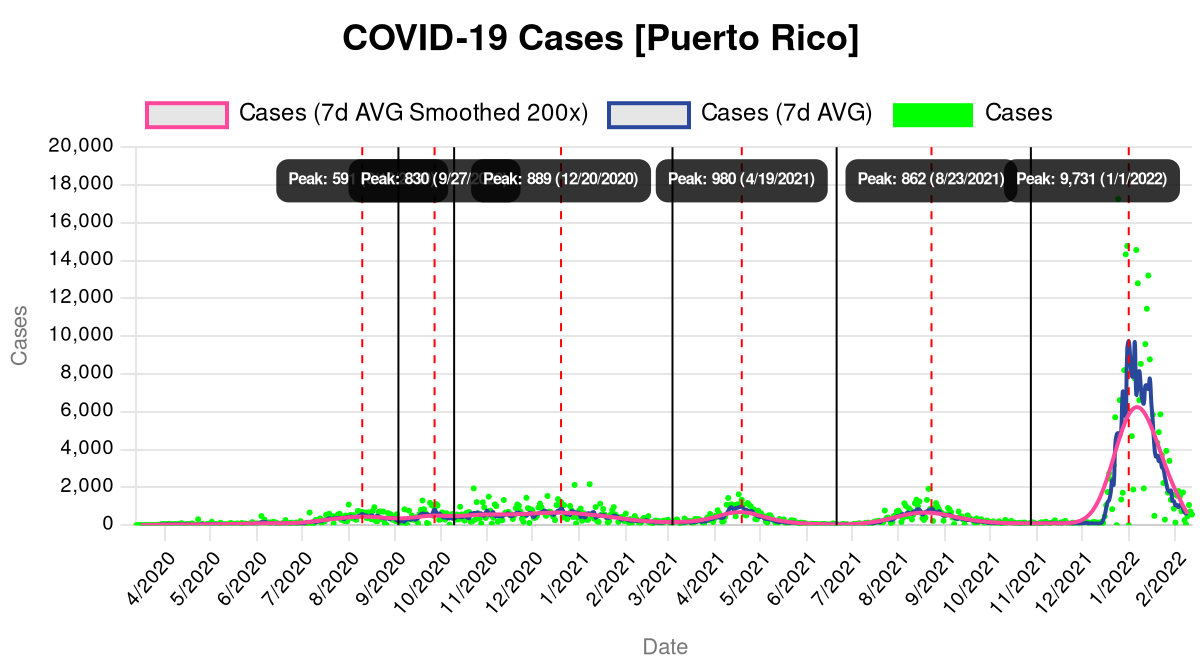 COVID-19 Cases [Puerto Rico]
Cases (7d AVG Smoothed 200x)
Cases (7d AVG)
Cases
20,000
18,000
16,000
14,000
12,000
10,000
8,000
6,000
4,000
2,000
0
Cases
Peak: 591
Peak: 830 (9/27/
Peak: 889 (12/20/2020)
Peak: 980 (4/19/2021)
Peak: 862 (8/23/2021)
Peak: 9,731 (1/1/2022)
4/2020
5/2020
6/2020
7/2020
8/2020
9/2020
10/2020
11/2020
12/2020
1/2021
2/2021
3/2021
4/2021
5/2021
6/2021
7/2021
8/2021
9/2021
10/2021
11/2021
12/2021
1/2022
2/2022
Date